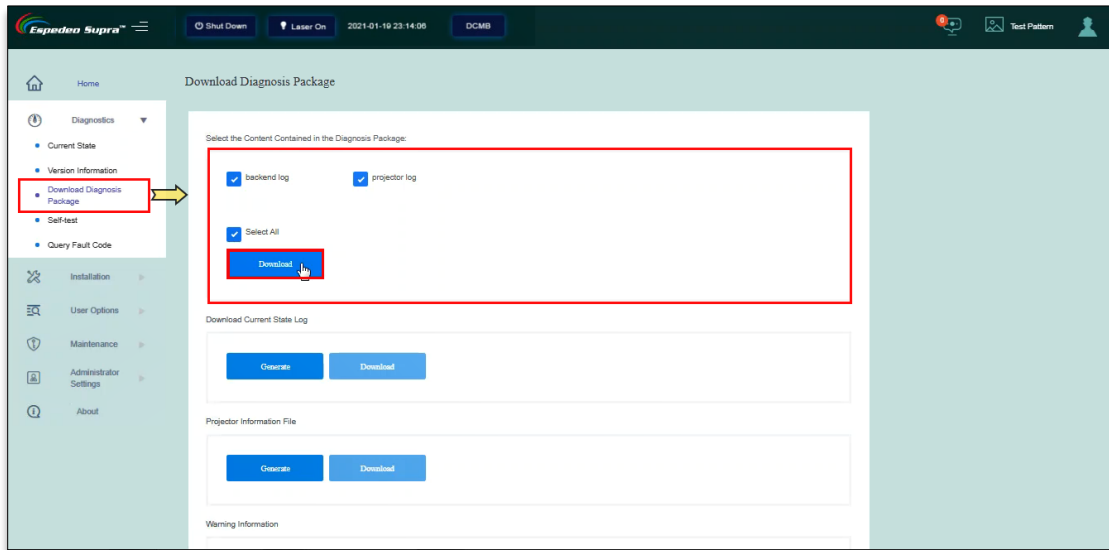 Espedeo Supra™
Shut Down
Laser On
2021-01-19 23:14:06
DCMB
0
Test Pattern
Home
Diagnostics
Current State
Version Information
Download Diagnosis
Package
Self-test
Query Fault Code
Installation
User Options
Maintenance
Administrator
Settings
About
Download Diagnosis Package
Select the Content Contained in the Diagnosis Package:
backend log
projector log
Select All
Download
Download Current State Log
Generate
Download
Projector Information File
Generate
Download
Warning Information